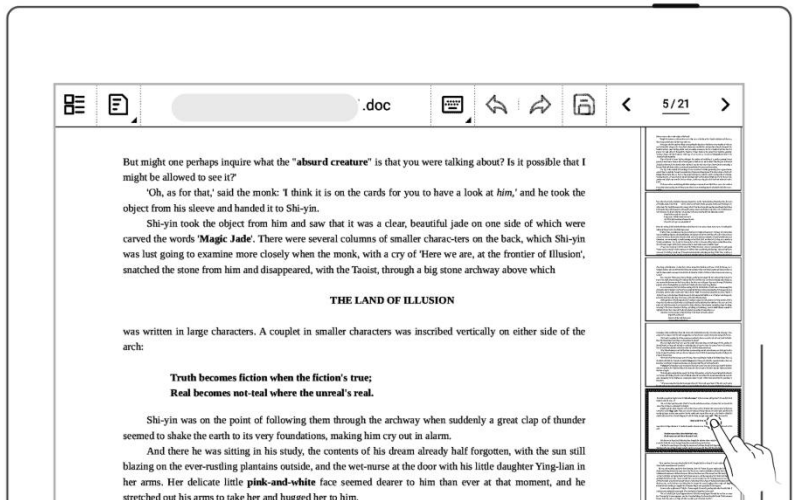 .doc
5/21
But might one perhaps inquire what the "absurd creature" is that you were talking about? Is it possible that I
might be allowed to see it?'
'Oh, as for that,' said the monk: 'I think it is on the cards for you to have a look at him,' and he took the
object from his sleeve and handed it to Shi-yin.
Shi-yin took the object from him and saw that it was a clear, beautiful jade on one side of which were
carved the words 'Magic Jade'. There were several columns of smaller charac-ters on the back, which Shi-yin
was lust going to examine more closely when the monk, with a cry of 'Here we are, at the frontier of Illusion',
snatched the stone from him and disappeared, with the Taoist, through a big stone archway above which
THE LAND OF ILLUSION
was written in large characters. A couplet in smaller characters was inscribed vertically on either side of the
arch:
Truth becomes fiction when the fiction's true;
Real becomes not-teal where the unreal's real.
Shi-yin was on the point of following them through the archway when suddenly a great clap of thunder
seemed to shake the earth to its very foundations, making him cry out in alarm.
And there he was sitting in his study, the contents of his dream already half forgotten, with the sun still
blazing on the ever-rustling plantains outside, and the wet-nurse at the door with his little daughter Ying-lian in
her arms. Her delicate little pink-and-white face seemed dearer to him than ever at that moment, and he
stretched out his arms to take her and hugged her to him.